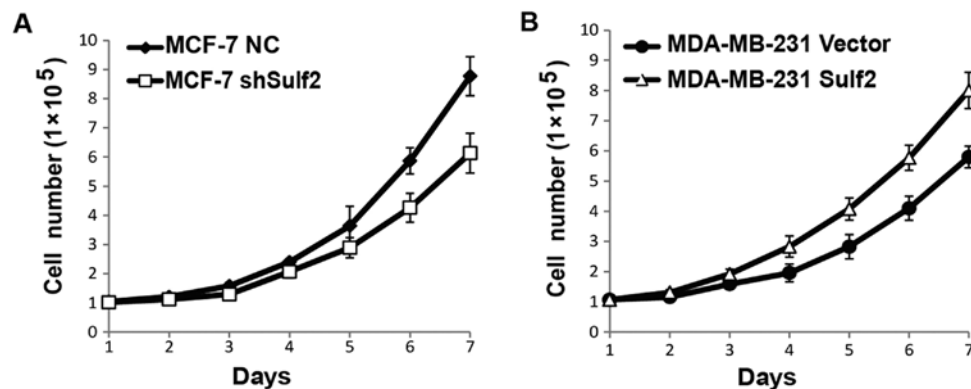 A
MCF-7 NC
MCF-7 shSulf2
Cell number (1×10⁵)
10
9
8
7
6
5
4
3
2
1
0
1 2 3 4 5 6 7
Days
B
MDA-MB-231 Vector
MDA-MB-231 Sulf2
Cell number (1×10⁵)
10
9
8
7
6
5
4
3
2
1
0
1 2 3 4 5 6 7
Days